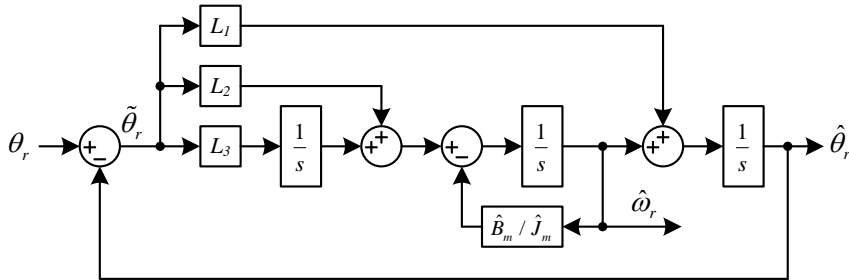 L₁
L₂
θᵣ + − θ̃ᵣ L₃ 1/s + + + − 1/s + + 1/s θ̂ᵣ
B̂ₘ / Ĵₘ ω̂ᵣ